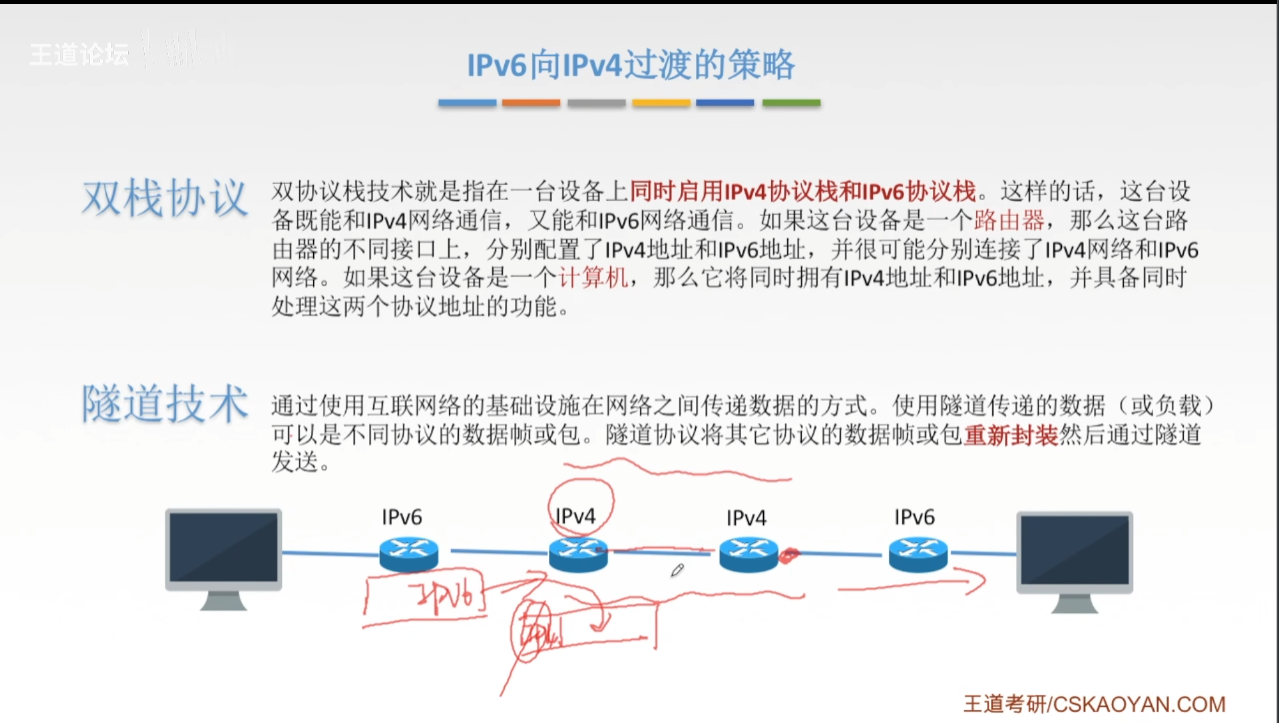 王道论坛
IPv6向IPv4过渡的策略
双栈协议
双协议栈技术就是指在一台设备上同时启用IPv4协议栈和IPv6协议栈。这样的话，这台设
备既能和IPv4网络通信，又能和IPv6网络通信。如果这台设备是一个路由器，那么这台路
由器的不同接口上，分别配置了IPv4地址和IPv6地址，并很可能分别连接了IPv4网络和IPv6
网络。如果这台设备是一个计算机，那么它将同时拥有IPv4地址和IPv6地址，并具备同时
处理这两个协议地址的功能。
隧道技术
通过使用互联网络的基础设施在网络之间传递数据的方式。使用隧道传递的数据（或负载）
可以是不同协议的数据帧或包。隧道协议将其它协议的数据帧或包重新封装然后通过隧道
发送。
IPv6
IPv4
IPv4
IPv6
IPV6
王道考研/CSKAOYAN.COM